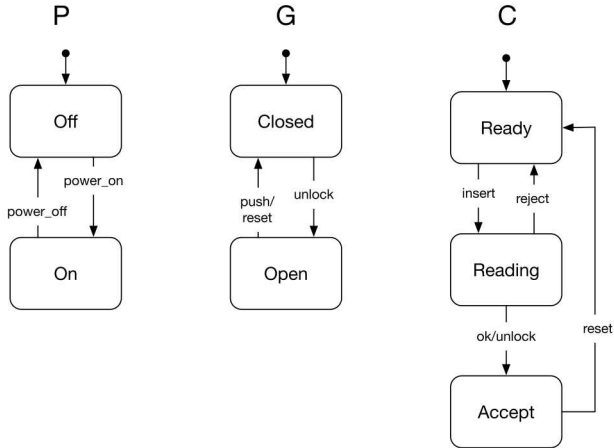 P
Off
power_on
power_off
On
G
Closed
push/
reset
unlock
Open
C
Ready
insert
reject
Reading
ok/unlock
reset
Accept